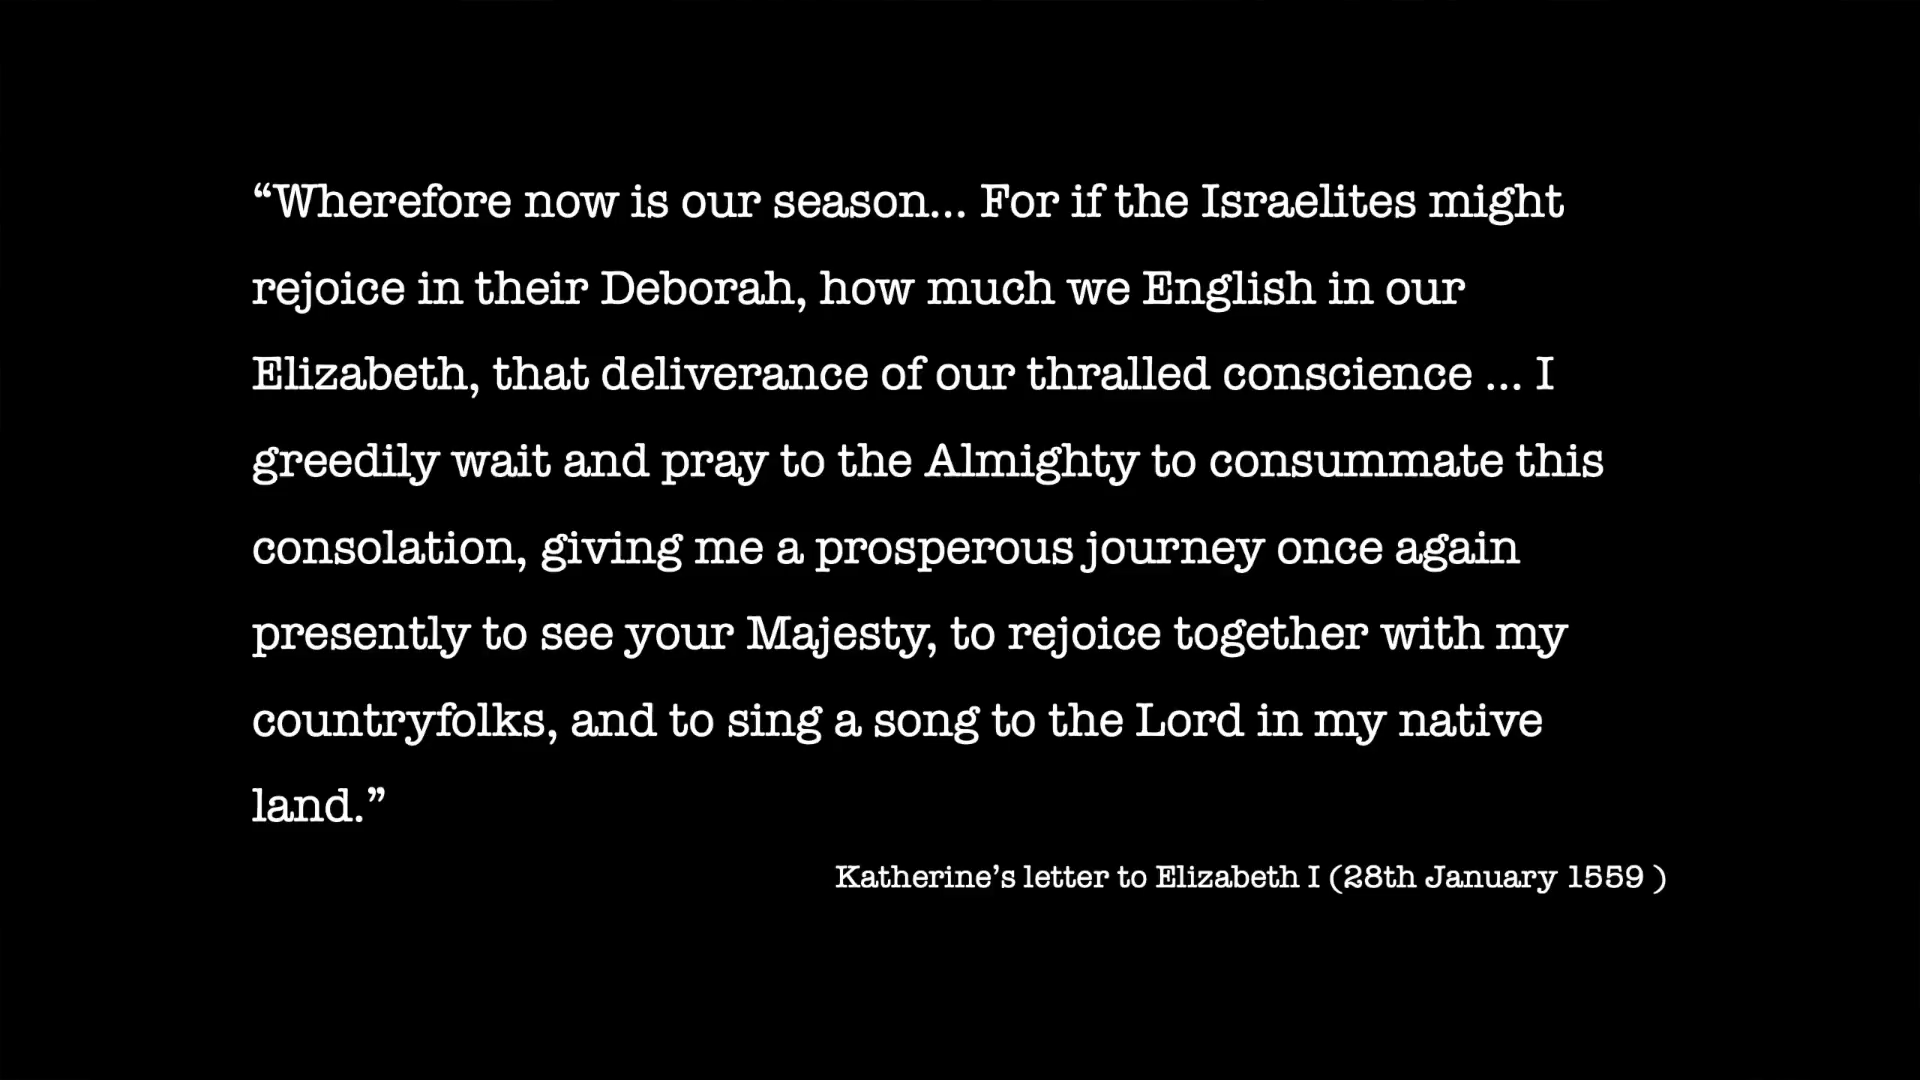 “Wherefore now is our season... For if the Israelites might
rejoice in their Deborah, how much we English in our
Elizabeth, that deliverance of our thralled conscience ... I
greedily wait and pray to the Almighty to consummate this
consolation, giving me a prosperous journey once again
presently to see your Majesty, to rejoice together with my
countryfolks, and to sing a song to the Lord in my native
land.”
Katherine’s letter to Elizabeth I (28th January 1559 )